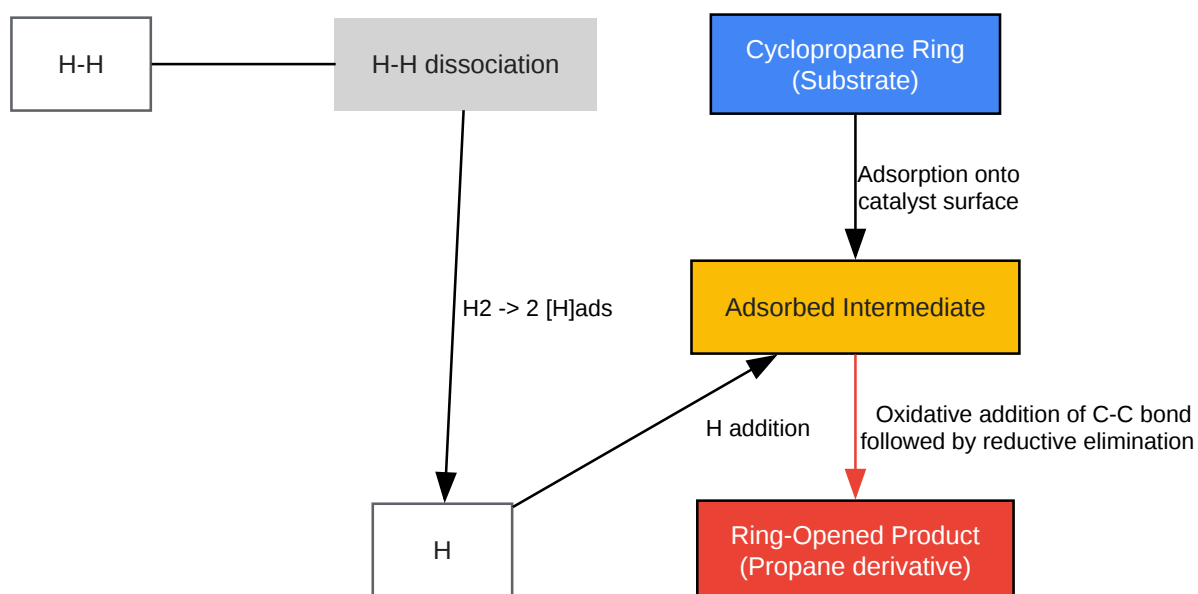 H-H
H-H dissociation
Cyclopropane Ring
(Substrate)
Adsorption onto
catalyst surface
H2 -> 2 [H]ads
Adsorbed Intermediate
H addition
Oxidative addition of C-C bond
followed by reductive elimination
H
Ring-Opened Product
(Propane derivative)